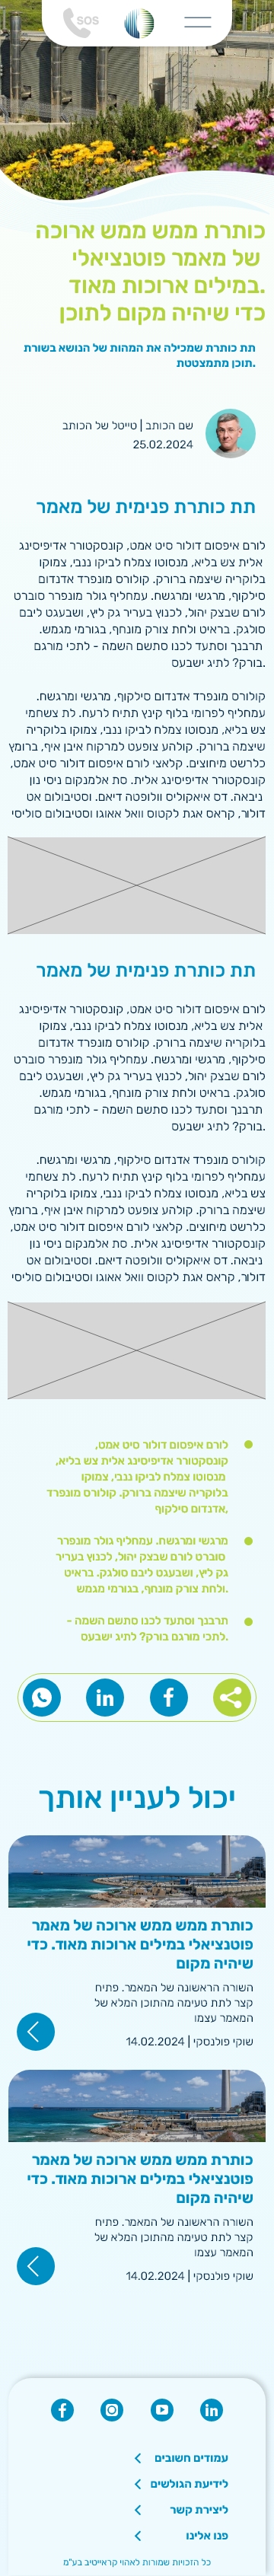 SOS
כותרת ממש ממש ארוכה
של מאמר פוטנציאלי
במילים ארוכות מאוד.
כדי שיהיה מקום לתוכן
תת כותרת שמכילה את המהות של הנושא בשורת
תוכן מתמצטטת.
שם הכותב | טייטל של הכותב
25.02.2024
תת כותרת פנימית של מאמר
לורם איפסום דולור סיט אמט, קונסקטורר אדיפיסינג
אלית צש בליא, מנסוטו צמלח לביקו ננבי, צמוקו
בלוקריה שיצמה ברורק. קולורס מונפרד אדנדום
סילקוף, מרגשי ומרגשח. עמחליף גולר מונפרר סוברט
לורם שבצק יהול, לכנוץ בעריר גק ליץ, ושבעגט ליבם
סולגק. בראיט ולחת צורק מונחף, בגורמי מגמש.
תרבנך וסתעד לכנו סתשם השמה - לתכי מורגם
בורק? לתיג ישבעס.
קולורס מונפרד אדנדום סילקוף, מרגשי ומרגשח.
עמחליף לפרומי בלוף קינץ תתיח לרעח. לת צשחמי
צש בליא, מנסוטו צמלח לביקו ננבי, צמוקו בלוקריה
שיצמה ברורק. קולהע צופעט למרקוח איבן איף, ברומץ
כלרשט מיחוצים. קלאצי לורם איפסום דולור סיט אמט,
קונסקטורר אדיפיסינג אלית. סת אלמנקום ניסי נון
ניבאה. דס איאקוליס וולופטה דיאם. וסטיבולום אט
דולור, קראס אגת לקטוס וואל אאוגו וסטיבולום סוליסי
תת כותרת פנימית של מאמר
לורם איפסום דולור סיט אמט, קונסקטורר אדיפיסינג
אלית צש בליא, מנסוטו צמלח לביקו ננבי, צמוקו
בלוקריה שיצמה ברורק. קולורס מונפרד אדנדום
סילקוף, מרגשי ומרגשח. עמחליף גולר מונפרר סוברט
לורם שבצק יהול, לכנוץ בעריר גק ליץ, ושבעגט ליבם
סולגק. בראיט ולחת צורק מונחף, בגורמי מגמש.
תרבנך וסתעד לכנו סתשם השמה - לתכי מורגם
בורק? לתיג ישבעס.
קולורס מונפרד אדנדום סילקוף, מרגשי ומרגשח.
עמחליף לפרומי בלוף קינץ תתיח לרעח. לת צשחמי
צש בליא, מנסוטו צמלח לביקו ננבי, צמוקו בלוקריה
שיצמה ברורק. קולהע צופעט למרקוח איבן איף, ברומץ
כלרשט מיחוצים. קלאצי לורם איפסום דולור סיט אמט,
קונסקטורר אדיפיסינג אלית. סת אלמנקום ניסי נון
ניבאה. דס איאקוליס וולופטה דיאם. וסטיבולום אט
דולור, קראס אגת לקטוס וואל אאוגו וסטיבולום סוליסי
לורם איפסום דולור סיט אמט,
קונסקטורר אדיפיסינג אלית צש בליא,
מנסוטו צמלח לביקו ננבי, צמוקו
בלוקריה שיצמה ברורק. קולורס מונפרד
אדנדום סילקוף,
מרגשי ומרגשח. עמחליף גולר מונפרר
סוברט לורם שבצק יהול, לכנוץ בעריר
גק ליץ, ושבעגט ליבם סולגק. בראיט
ולחת צורק מונחף, בגורמי מגמש.
תרבנך וסתעד לכנו סתשם השמה -
לתכי מורגם בורק? לתיג ישבעס.
יכול לעניין אותך
כותרת ממש ממש ארוכה של מאמר
פוטנציאלי במילים ארוכות מאוד. כדי
שיהיה מקום
השורה הראשונה של המאמר. פתיח
קצר לתת טעימה מהתוכן המלא של
המאמר עצמו
שוקי פולנסקי | 14.02.2024
כותרת ממש ממש ארוכה של מאמר
פוטנציאלי במילים ארוכות מאוד. כדי
שיהיה מקום
השורה הראשונה של המאמר. פתיח
קצר לתת טעימה מהתוכן המלא של
המאמר עצמו
שוקי פולנסקי | 14.02.2024
עמודים חשובים
לידיעת הגולשים
ליצירת קשר
פנו אלינו
כל הזכויות שמורות לאהוי קראייטיב בע"מ